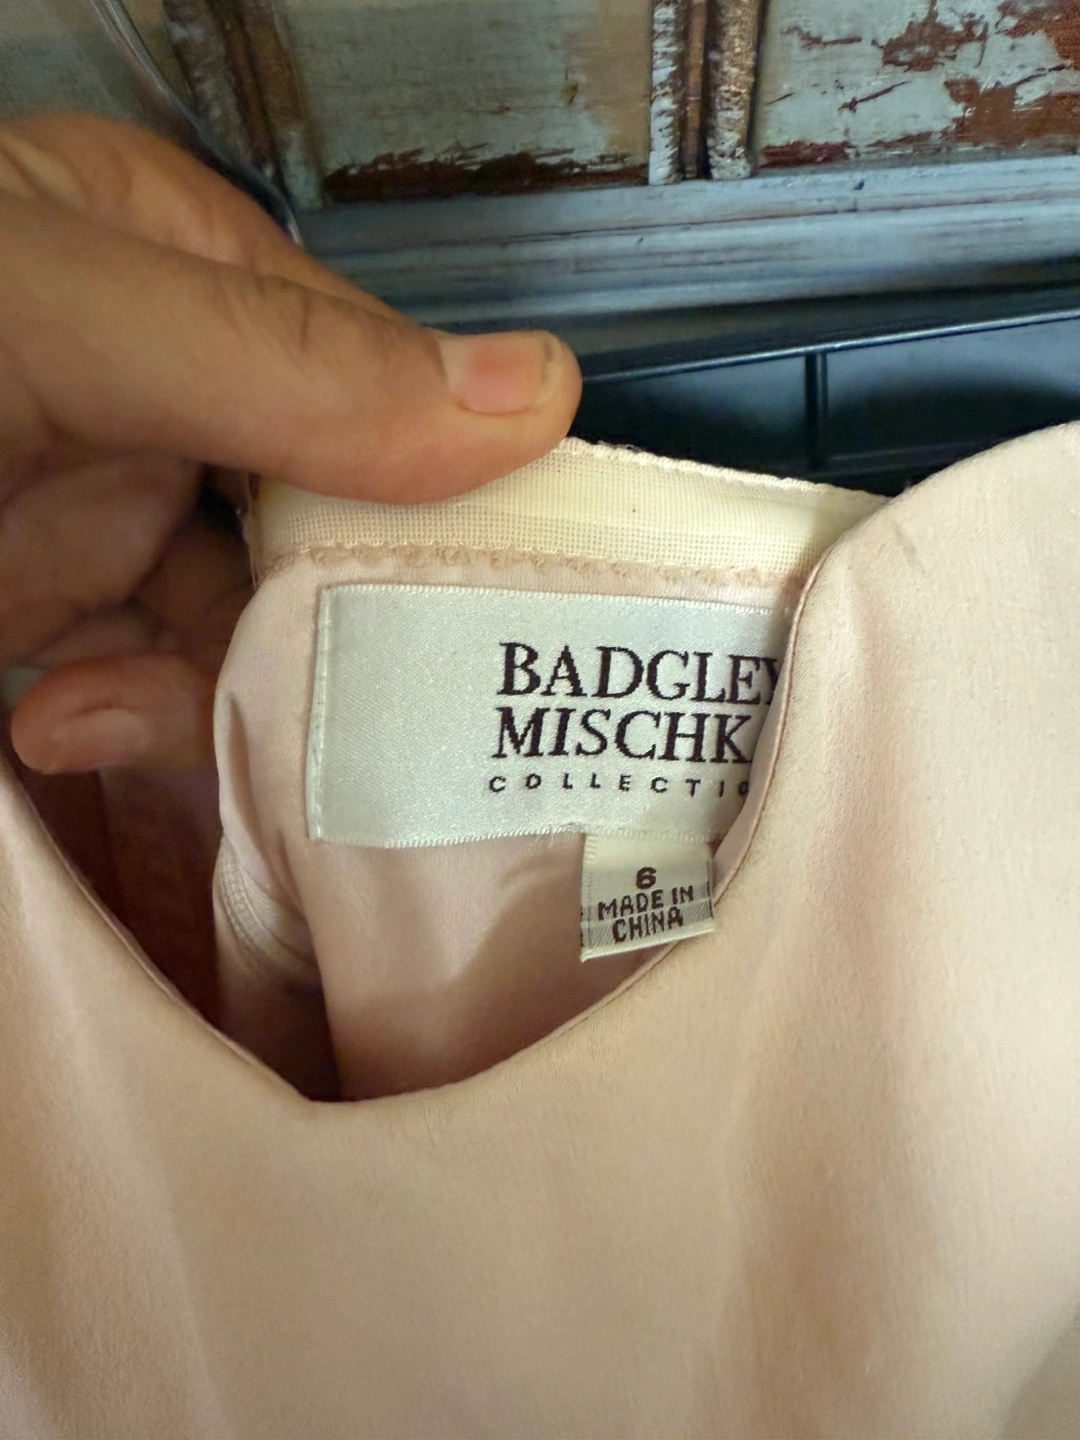 BADGLEY
MISCHK
COLLECTIO
6
MADE IN
CHINA